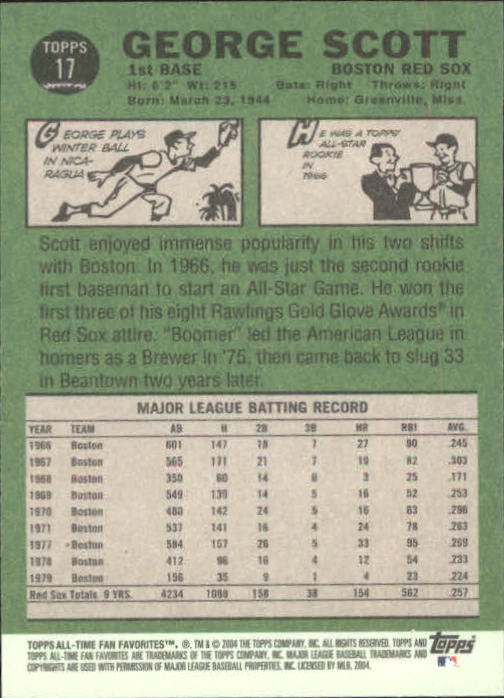 TOPPS
17
GEORGE SCOTT
1st BASE BOSTON RED SOX
Ht: 6'2" Wt: 215 Bats: Right Throws: Right
Born: March 23, 1944 Home: Greenville, Miss.
GEORGE PLAYS
WINTER BALL
IN NICA-
RAGUA
HE WAS A TOPPS
ALL-STAR
ROOKIE
IN
1966
Scott enjoyed immense popularity in his two shifts
with Boston. In 1966, he was just the second rookie
first baseman to start an All-Star Game. He won the
first three of his eight Rawlings Gold Glove Awards® in
Red Sox attire. "Boomer" led the American League in
homers as a Brewer in '75, then came back to slug 33
in Beantown two years later.
MAJOR LEAGUE BATTING RECORD
YEAR TEAM AB H 2B 3B HR RBI AVG.
1966 Boston 601 147 18 7 27 90 .245
1967 Boston 565 171 21 7 19 82 .303
1968 Boston 350 60 14 0 3 25 .171
1969 Boston 549 139 14 5 16 52 .253
1970 Boston 480 142 24 5 16 63 .296
1971 Boston 537 141 16 4 24 78 .263
1977 Boston 584 157 26 5 33 95 .269
1978 Boston 412 96 16 4 12 54 .233
1979 Boston 156 35 9 1 4 23 .224
Red Sox Totals 9 YRS. 4234 1088 158 38 154 562 .257
TOPPS ALL-TIME FAN FAVORITES™, ®, TM & © 2004 THE TOPPS COMPANY, INC. ALL RIGHTS RESERVED. TOPPS AND
TOPPS ALL-TIME FAN FAVORITES ARE TRADEMARKS OF THE TOPPS COMPANY, INC. MAJOR LEAGUE BASEBALL TRADEMARKS AND
COPYRIGHTS ARE USED WITH PERMISSION OF MAJOR LEAGUE BASEBALL PROPERTIES, INC. LICENSED BY MLB, 2004.
Topps